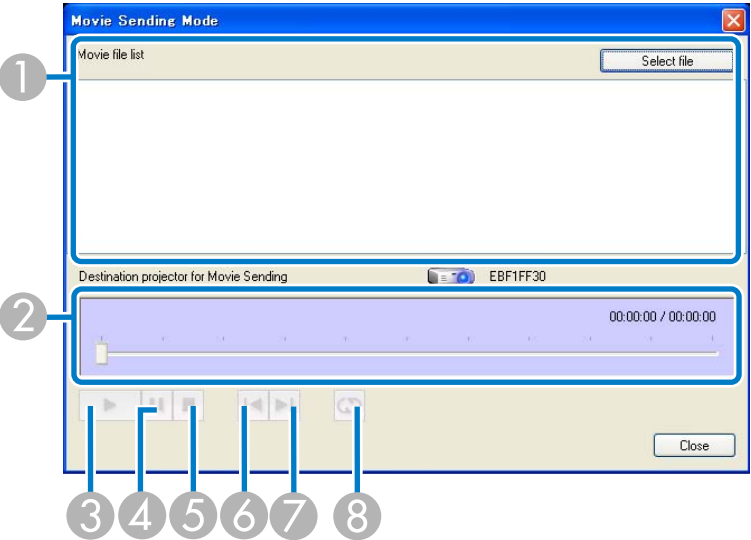 Movie Sending Mode
Movie file list
Select file
1
Destination projector for Movie Sending
EBF1FF30
2
00:00:00 / 00:00:00
Close
3 4 5 6 7 8